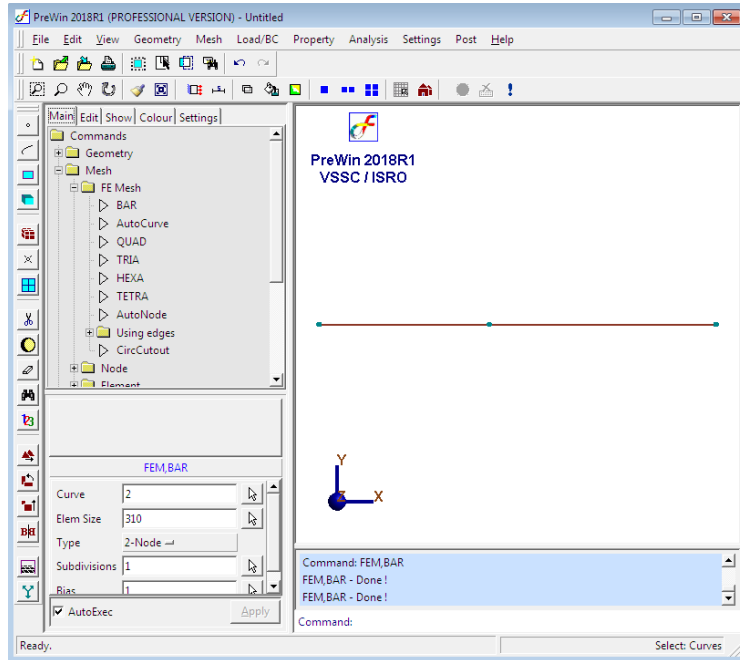 PreWin 2018R1 (PROFESSIONAL VERSION) - Untitled
File Edit View Geometry Mesh Load/BC Property Analysis Settings Post Help
Main Edit Show Colour Settings
Commands
Geometry
Mesh
FE Mesh
BAR
AutoCurve
QUAD
TRIA
HEXA
TETRA
AutoNode
Using edges
CircCutout
Node
Element
FEM,BAR
Curve 2
Elem Size 310
Type 2-Node
Subdivisions 1
Bias 1
AutoExec Apply
PreWin 2018R1
VSSC / ISRO
Y
Z X
Command: FEM,BAR
FEM,BAR - Done !
FEM,BAR - Done !
Command:
Ready. Select: Curves